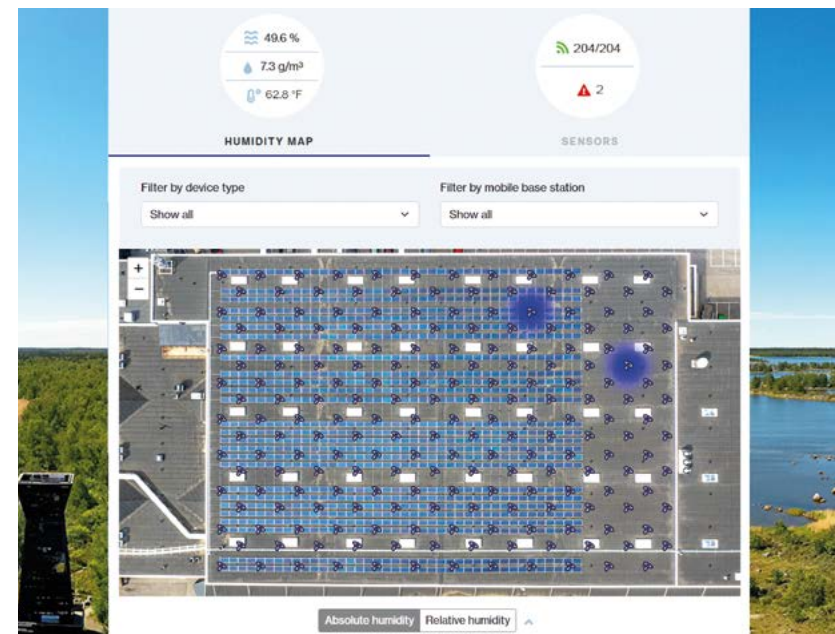 49.6 %
7.3 g/m³
62.8 °F
204/204
2
HUMIDITY MAP
SENSORS
Filter by device type
Filter by mobile base station
Show all
Show all
+
−
Absolute humidity
Relative humidity